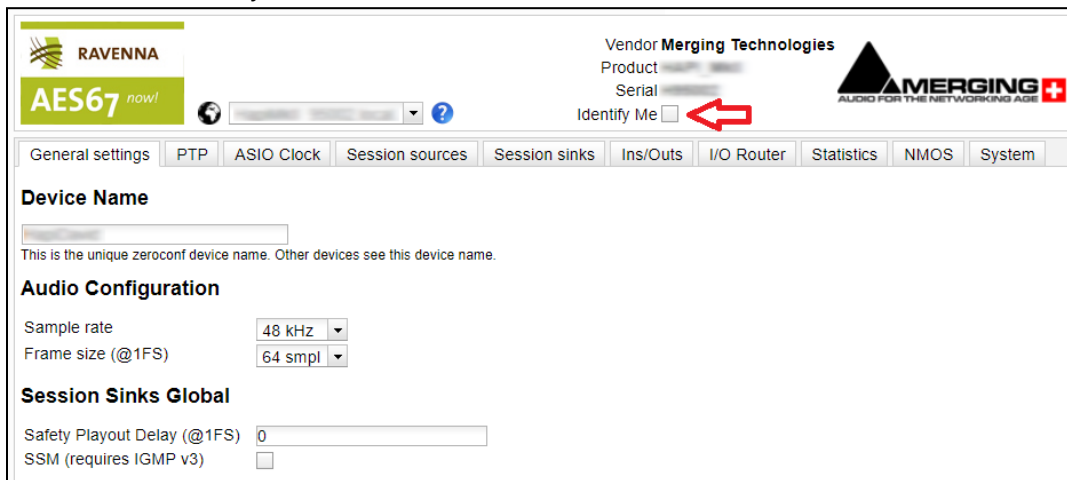 RAVENNA
AES67 now!
Vendor Merging Technologies
Product
Serial
Identify Me
MERGING
AUDIO FOR THE NETWORKING AGE
General settings PTP ASIO Clock Session sources Session sinks Ins/Outs I/O Router Statistics NMOS System
Device Name
This is the unique zeroconf device name. Other devices see this device name.
Audio Configuration
Sample rate 48 kHz
Frame size (@1FS) 64 smpl
Session Sinks Global
Safety Playout Delay (@1FS) 0
SSM (requires IGMP v3)